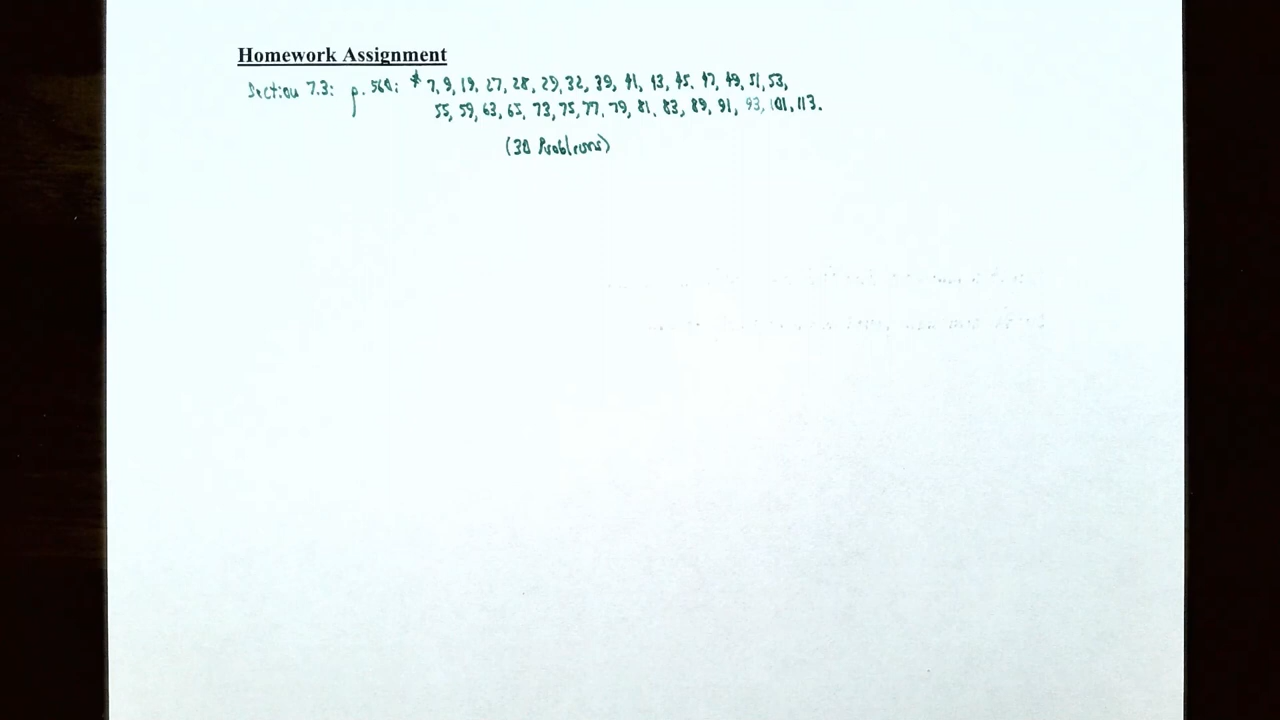 Homework Assignment
Section 7.3: p. 560: # 7, 9, 19, 27, 28, 29, 32, 39, 41, 43, 45, 47, 49, 51, 53,
55, 59, 63, 65, 73, 75, 77, 79, 81, 83, 89, 91, 93, 101, 113.
(30 Problems)